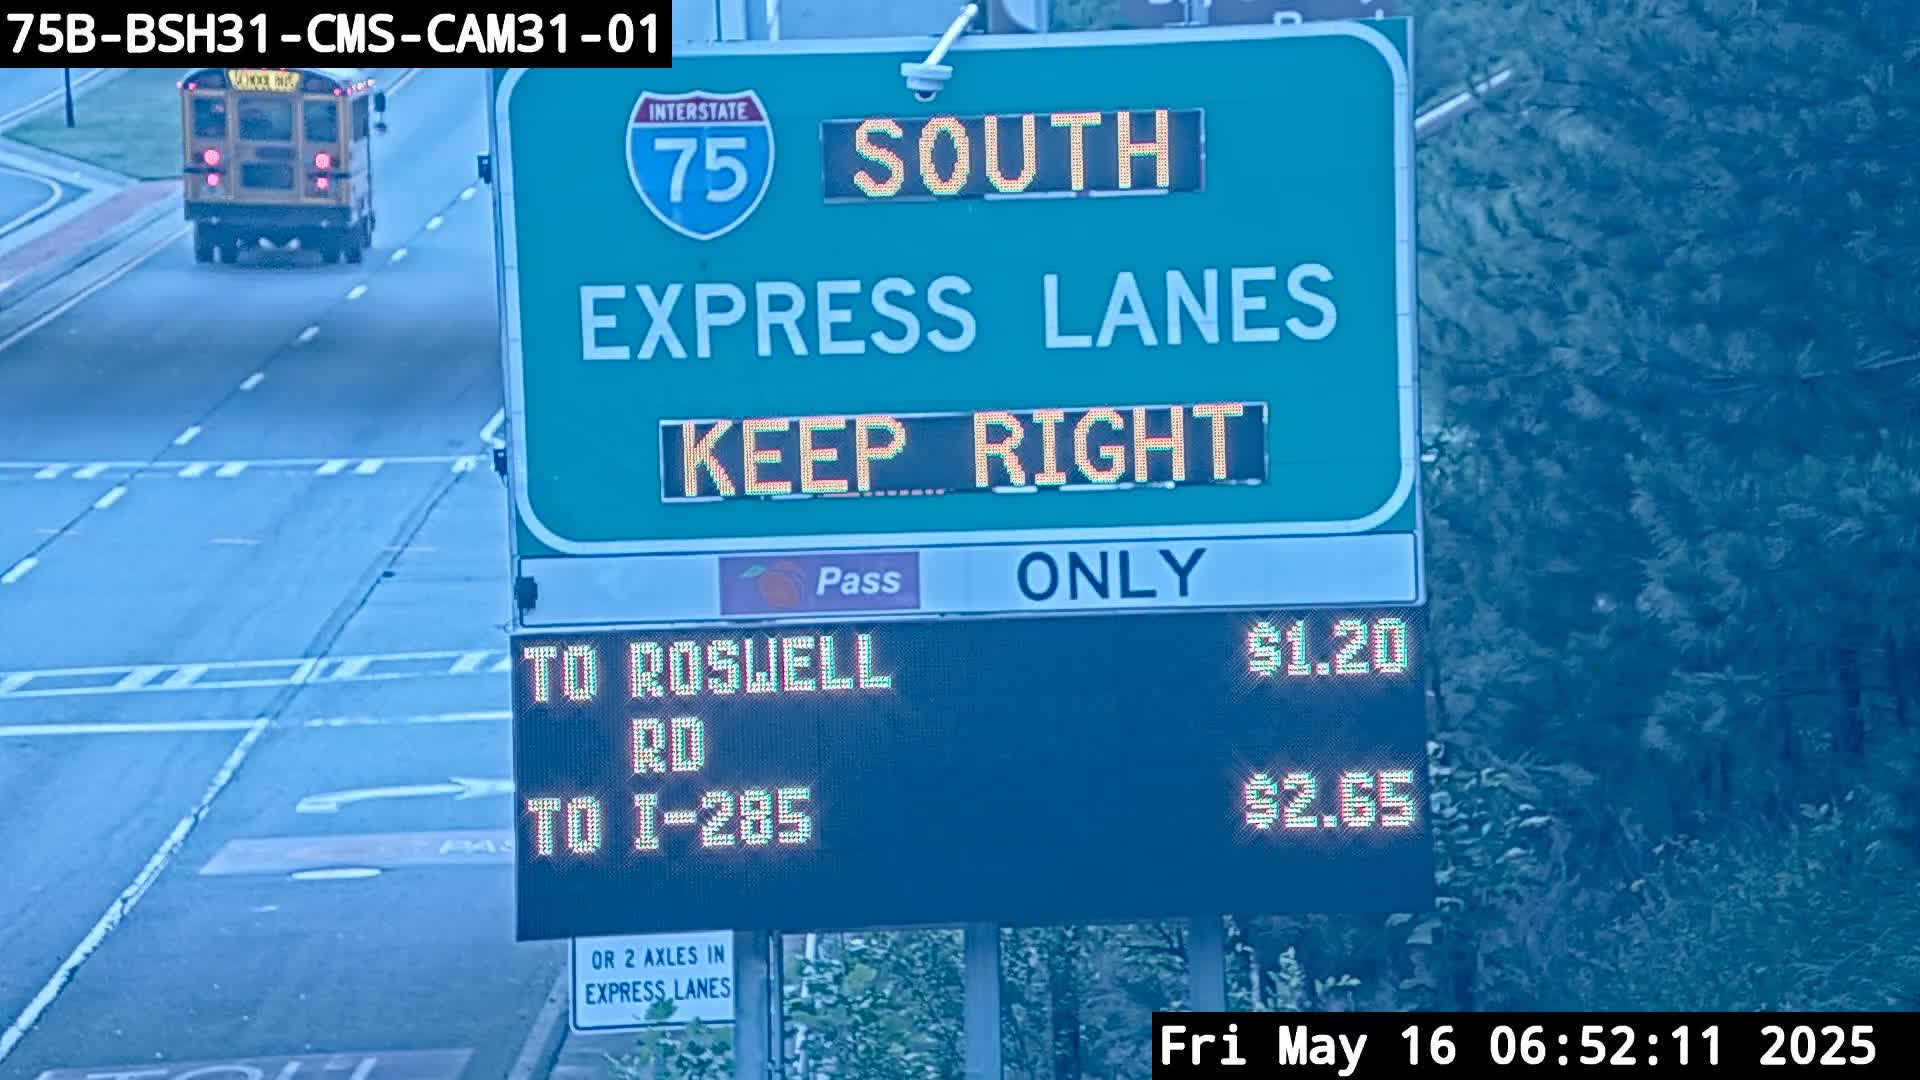 75B-BSH31-CMS-CAM31-01
SCHOOL BUS
INTERSTATE
75
SOUTH
EXPRESS LANES
KEEP RIGHT
Pass ONLY
TO ROSWELL $1.20
RD
TO I-285 $2.65
OR 2 AXLES IN
EXPRESS LANES
Fri May 16 06:52:11 2025